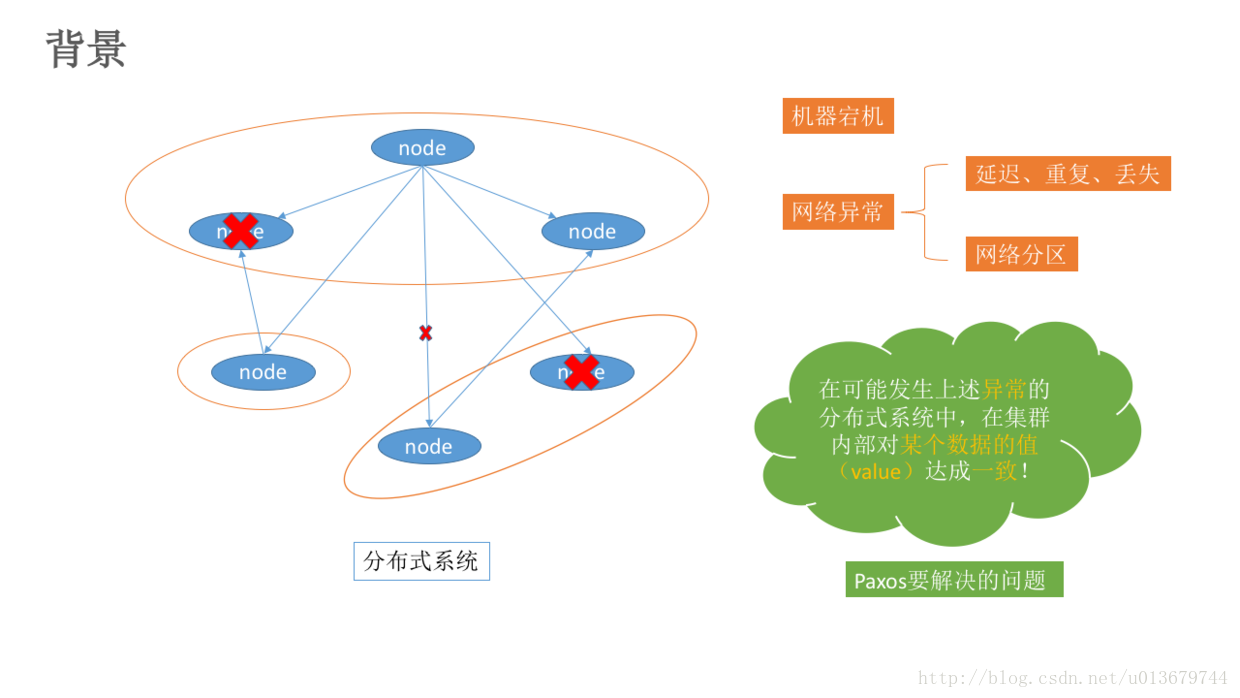 背景
node
node
node
node
node
分布式系统
机器宕机
网络异常
延迟、重复、丢失
网络分区
在可能发生上述异常的
分布式系统中，在集群
内部对某个数据的值
（value）达成一致！
Paxos要解决的问题
http://blog.csdn.net/u013679744